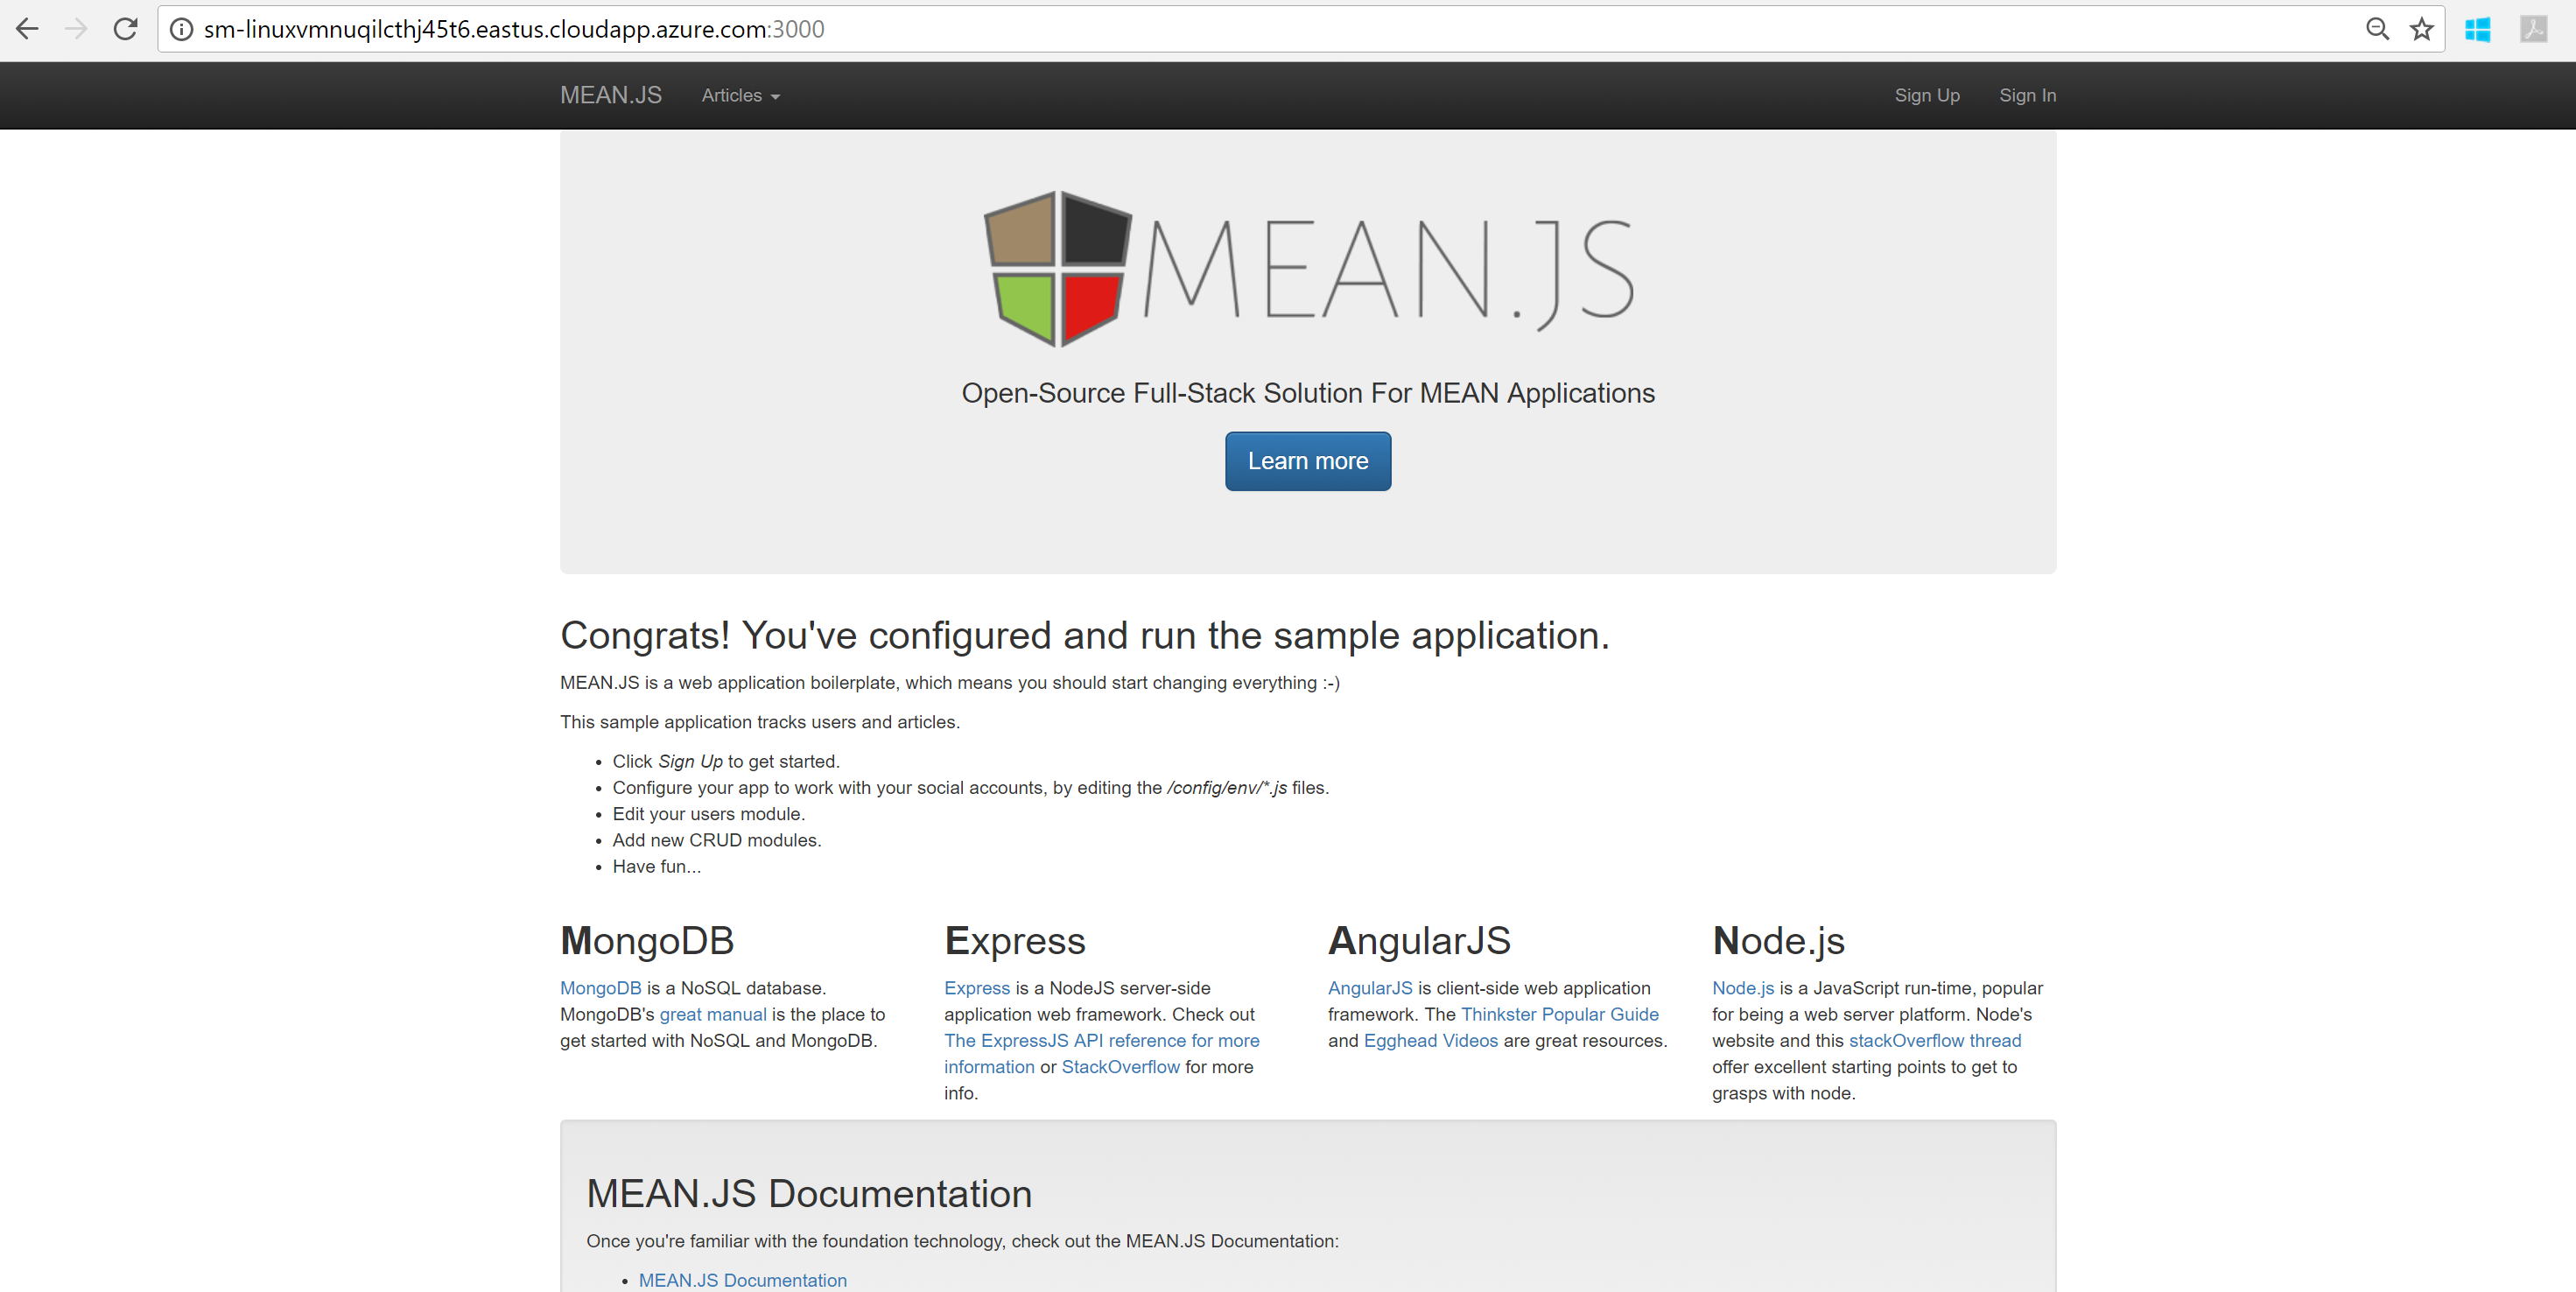 sm-linuxvmnuqilcthj45t6.eastus.cloudapp.azure.com:3000
MEAN.JS Articles Sign Up Sign In
MEAN.JS
Open-Source Full-Stack Solution For MEAN Applications
Learn more
Congrats! You've configured and run the sample application.
MEAN.JS is a web application boilerplate, which means you should start changing everything :-)
This sample application tracks users and articles.
• Click Sign Up to get started.
• Configure your app to work with your social accounts, by editing the /config/env/*.js files.
• Edit your users module.
• Add new CRUD modules.
• Have fun...
MongoDB
MongoDB is a NoSQL database.
MongoDB's great manual is the place to
get started with NoSQL and MongoDB.
Express
Express is a NodeJS server-side
application web framework. Check out
The ExpressJS API reference for more
information or StackOverflow for more
info.
AngularJS
AngularJS is client-side web application
framework. The Thinkster Popular Guide
and Egghead Videos are great resources.
Node.js
Node.js is a JavaScript run-time, popular
for being a web server platform. Node's
website and this stackOverflow thread
offer excellent starting points to get to
grasps with node.
MEAN.JS Documentation
Once you're familiar with the foundation technology, check out the MEAN.JS Documentation:
• MEAN.JS Documentation